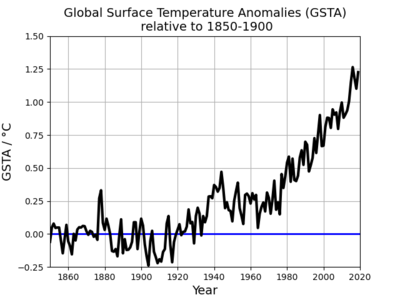 Global Surface Temperature Anomalies (GSTA)
relative to 1850-1900
GSTA / °C
1.50
1.25
1.00
0.75
0.50
0.25
0.00
−0.25
1860 1880 1900 1920 1940 1960 1980 2000 2020
Year